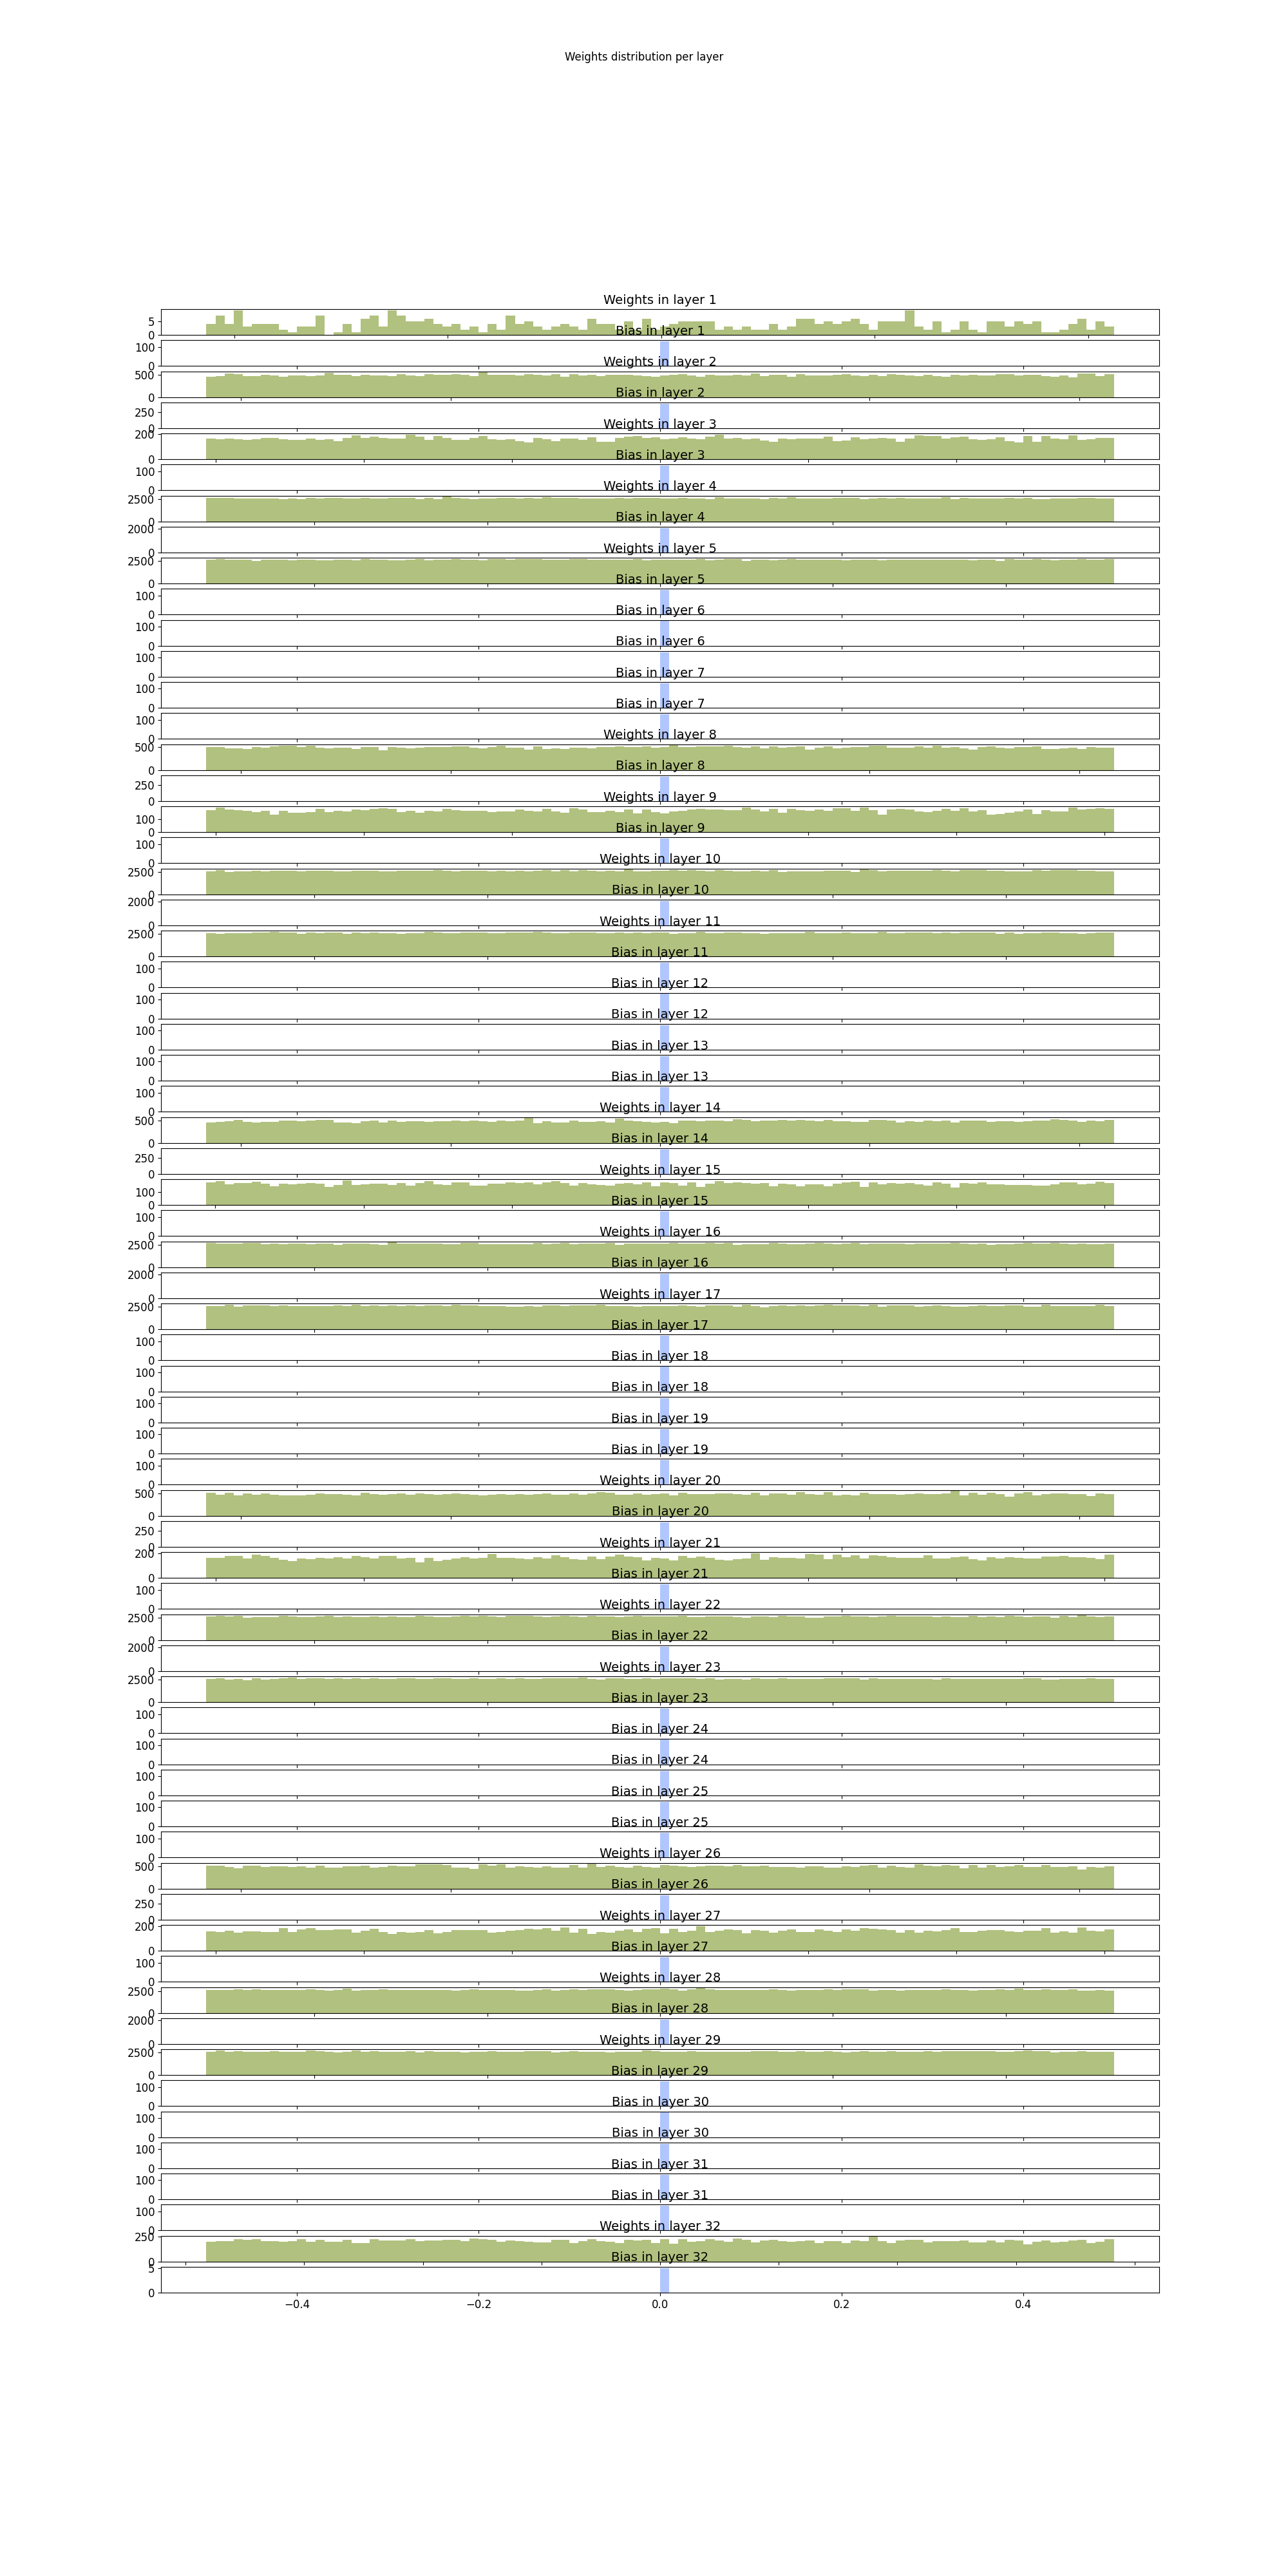 Weights distribution per layer
Weights in layer 1
5
0
Bias in layer 1
100
0
Weights in layer 2
500
0
Bias in layer 2
250
0
Weights in layer 3
200
0
Bias in layer 3
100
0
Weights in layer 4
2500
0
Bias in layer 4
2000
0
Weights in layer 5
2500
0
Bias in layer 5
100
0
Bias in layer 6
100
0
Bias in layer 6
100
0
Bias in layer 7
100
0
Bias in layer 7
100
0
Weights in layer 8
500
0
Bias in layer 8
250
0
Weights in layer 9
100
0
Bias in layer 9
100
0
Weights in layer 10
2500
0
Bias in layer 10
2000
0
Weights in layer 11
2500
0
Bias in layer 11
100
0
Bias in layer 12
100
0
Bias in layer 12
100
0
Bias in layer 13
100
0
Bias in layer 13
100
0
Weights in layer 14
500
0
Bias in layer 14
250
0
Weights in layer 15
100
0
Bias in layer 15
100
0
Weights in layer 16
2500
0
Bias in layer 16
2000
0
Weights in layer 17
2500
0
Bias in layer 17
100
0
Bias in layer 18
100
0
Bias in layer 18
100
0
Bias in layer 19
100
0
Bias in layer 19
100
0
Weights in layer 20
500
0
Bias in layer 20
250
0
Weights in layer 21
200
0
Bias in layer 21
100
0
Weights in layer 22
2500
0
Bias in layer 22
2000
0
Weights in layer 23
2500
0
Bias in layer 23
100
0
Bias in layer 24
100
0
Bias in layer 24
100
0
Bias in layer 25
100
0
Bias in layer 25
100
0
Weights in layer 26
500
0
Bias in layer 26
250
0
Weights in layer 27
200
0
Bias in layer 27
100
0
Weights in layer 28
2500
0
Bias in layer 28
2000
0
Weights in layer 29
2500
0
Bias in layer 29
100
0
Bias in layer 30
100
0
Bias in layer 30
100
0
Bias in layer 31
100
0
Bias in layer 31
100
0
Weights in layer 32
250
0
Bias in layer 32
5
0
−0.4 −0.2 0.0 0.2 0.4